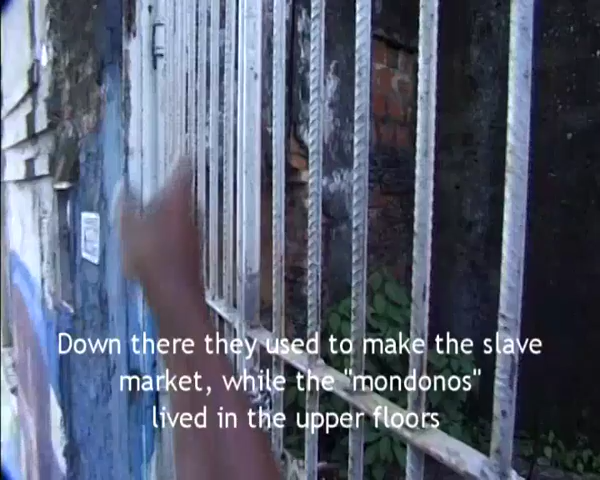 Down there they used to make the slave
market, while the "mondonos"
lived in the upper floors